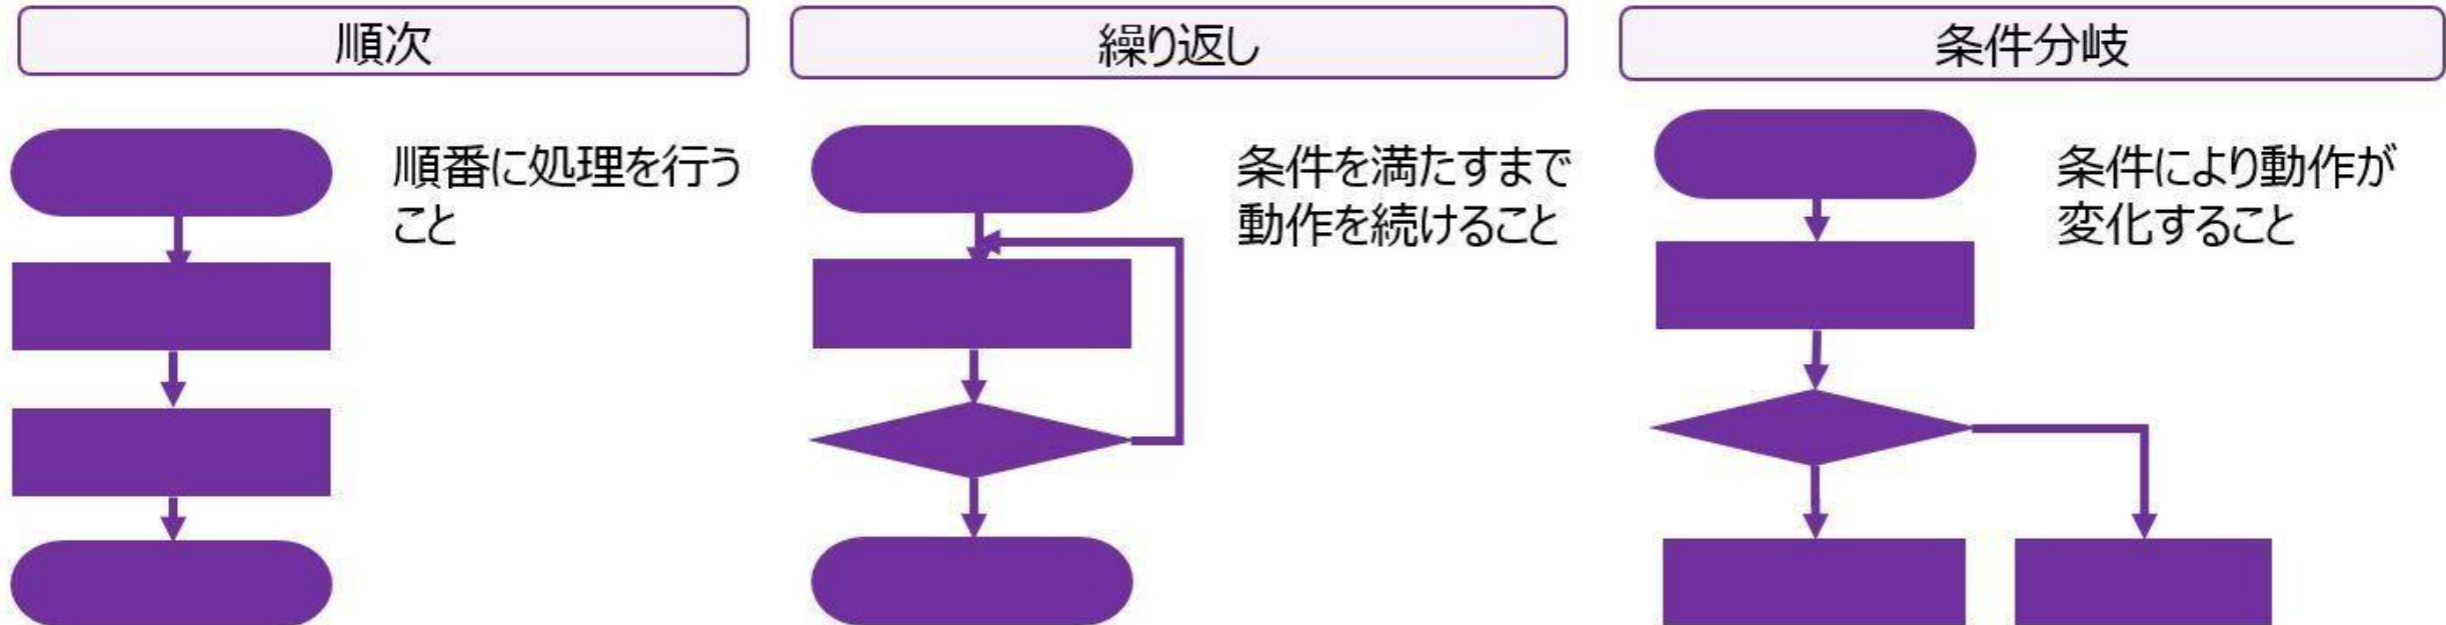 順次
順番に処理を行う
こと
繰り返し
条件を満たすまで
動作を続けること
条件分岐
条件により動作が
変化すること